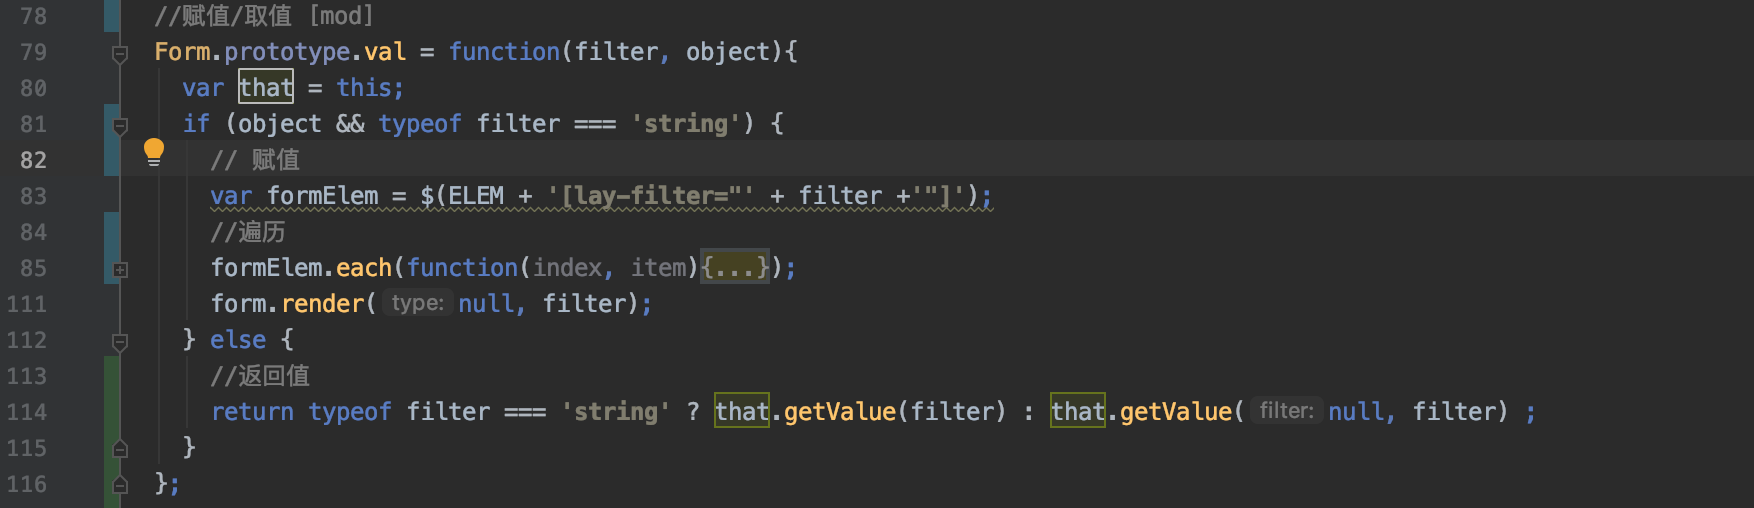 78 //赋值/取值 [mod]
79 Form.prototype.val = function(filter, object){
80 var that = this;
81 if (object && typeof filter === 'string') {
82 // 赋值
83 var formElem = $(ELEM + '[lay-filter="' + filter +'"]');
84 //遍历
85 formElem.each(function(index, item){...});
111 form.render( type: null, filter);
112 } else {
113 //返回值
114 return typeof filter === 'string' ? that.getValue(filter) : that.getValue( filter: null, filter) ;
115 }
116 };